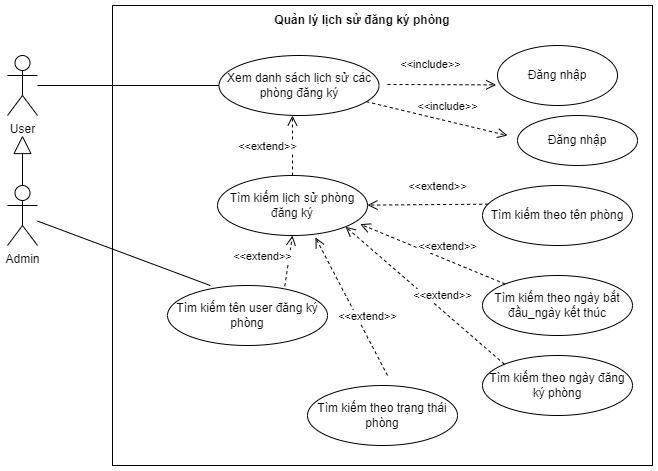 Quản lý lịch sử đăng ký phòng
User
Admin
Xem danh sách lịch sử các
phòng đăng ký
<<include>>
Đăng nhập
<<include>>
Đăng nhập
<<extend>>
Tìm kiếm lịch sử phòng
đăng ký
<<extend>>
Tìm kiếm theo tên phòng
<<extend>>
<<extend>>
Tìm kiếm tên user đăng ký
phòng
<<extend>>
Tìm kiếm theo ngày bắt
đầu_ngày kết thúc
<<extend>>
Tìm kiếm theo ngày đăng
ký phòng
Tìm kiếm theo trạng thái
phòng